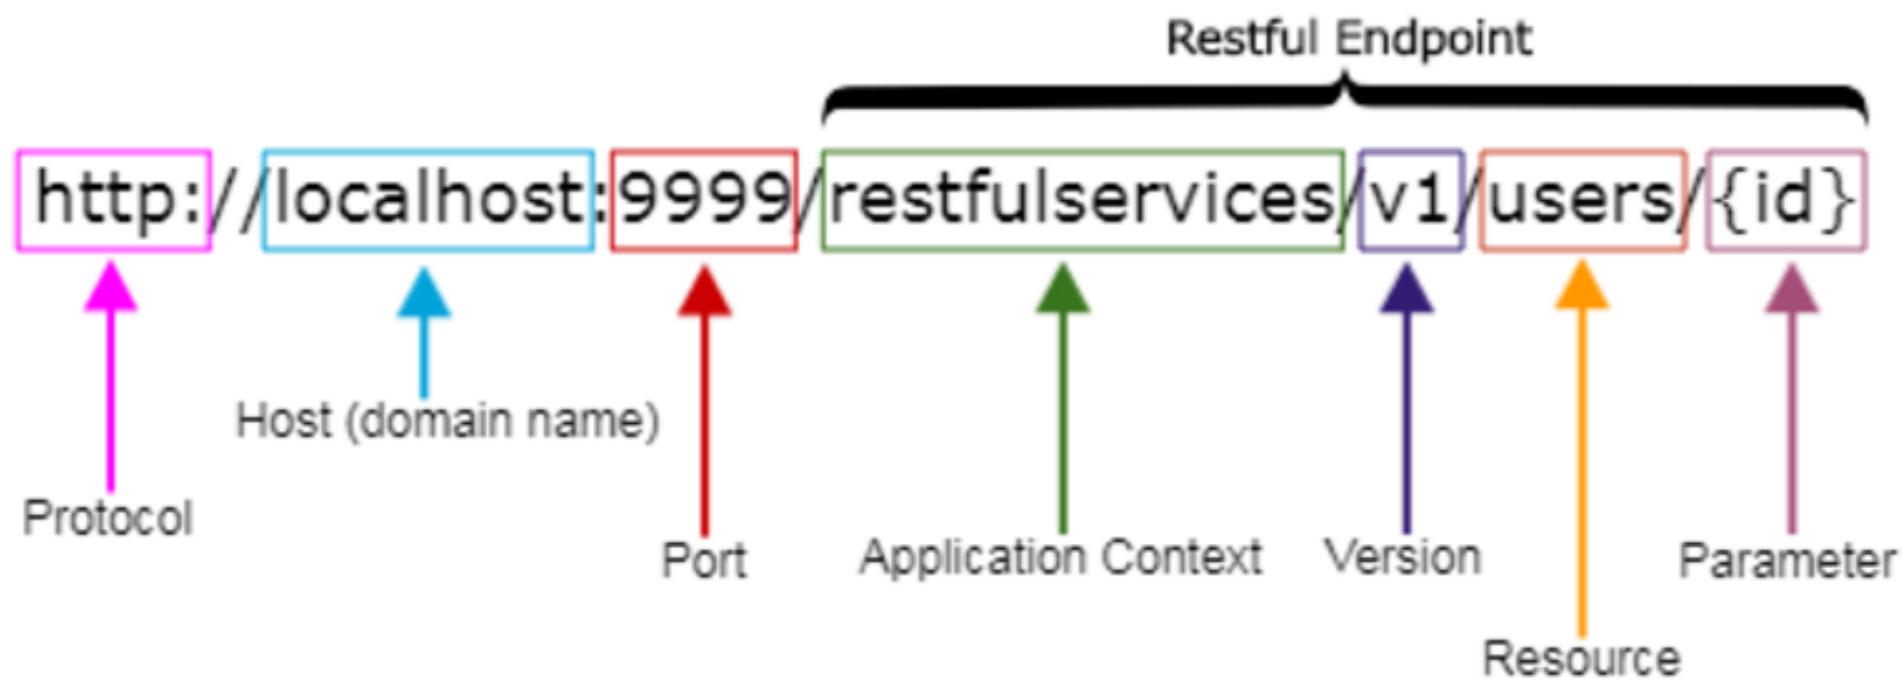 Restful Endpoint
http://localhost:9999/restfulservices/v1/users/{id}
Host (domain name)
Protocol
Port
Application Context
Version
Parameter
Resource